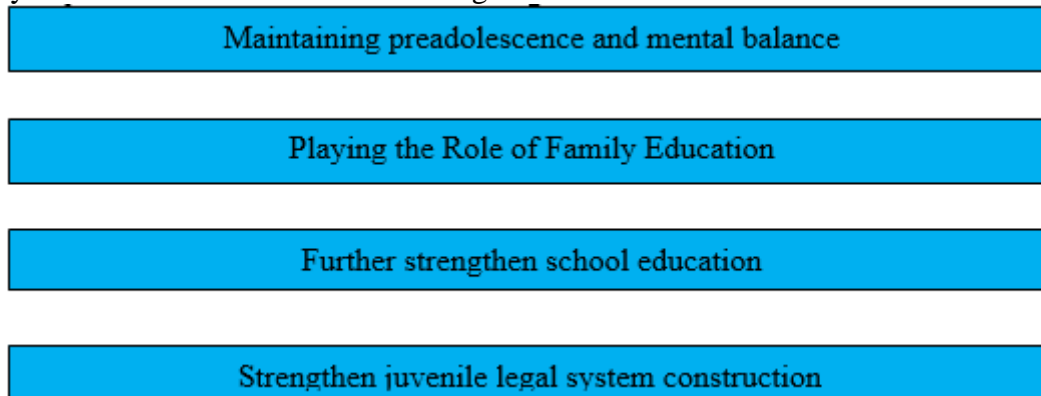 Maintaining preadolescence and mental balance
Playing the Role of Family Education
Further strengthen school education
Strengthen juvenile legal system construction